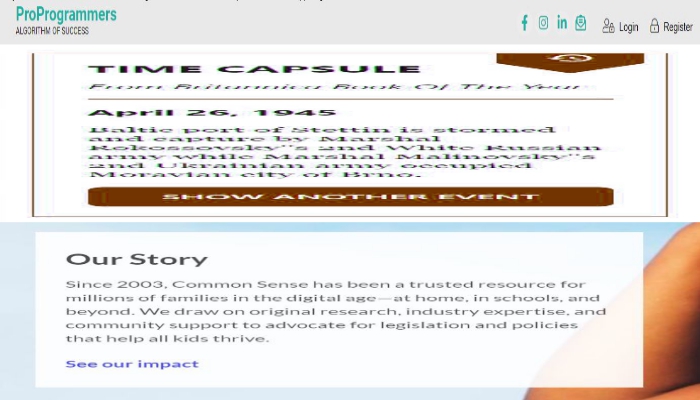 ProProgrammers
ALGORITHM OF SUCCESS
Login
Register
TIME CAPSULE
From Britannica Book Of The Year
April 26, 1945
Baltic port of Stettin is stormed
and capture by Marshal
Rokossovsky''s 2nd White Russian
army while Marshal Malinovsky''s
2nd Ukrainian army occupied
Moravian city of Brno.
SHOW ANOTHER EVENT
Our Story
Since 2003, Common Sense has been a trusted resource for
millions of families in the digital age—at home, in schools, and
beyond. We draw on original research, industry expertise, and
community support to advocate for legislation and policies
that help all kids thrive.
See our impact